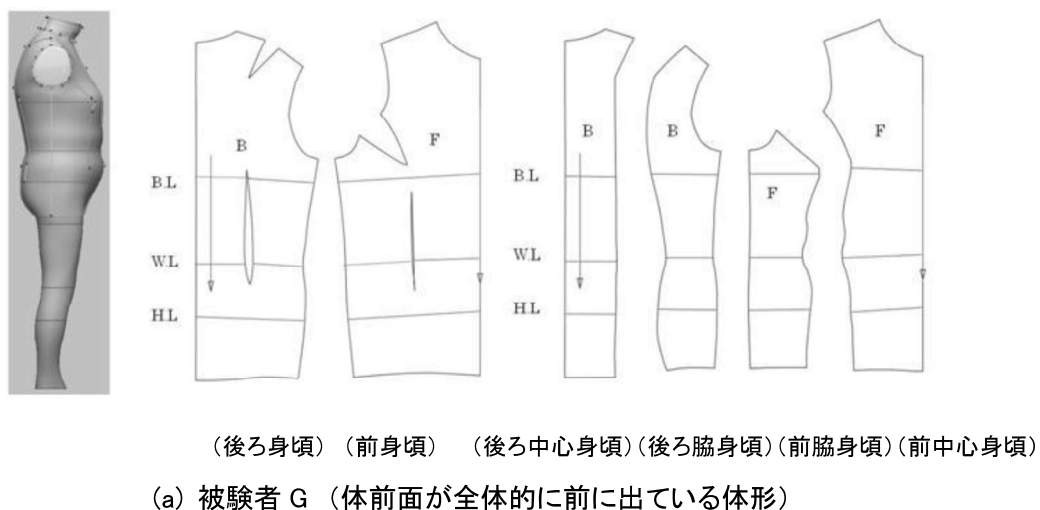 B
F
B.L
W.L
H.L
B
B
F
F
B.L
W.L
H.L
（後ろ身頃）（前身頃）（後ろ中心身頃）（後ろ脇身頃）（前脇身頃）（前中心身頃）
(a) 被験者 G （体前面が全体的に前に出ている体形）